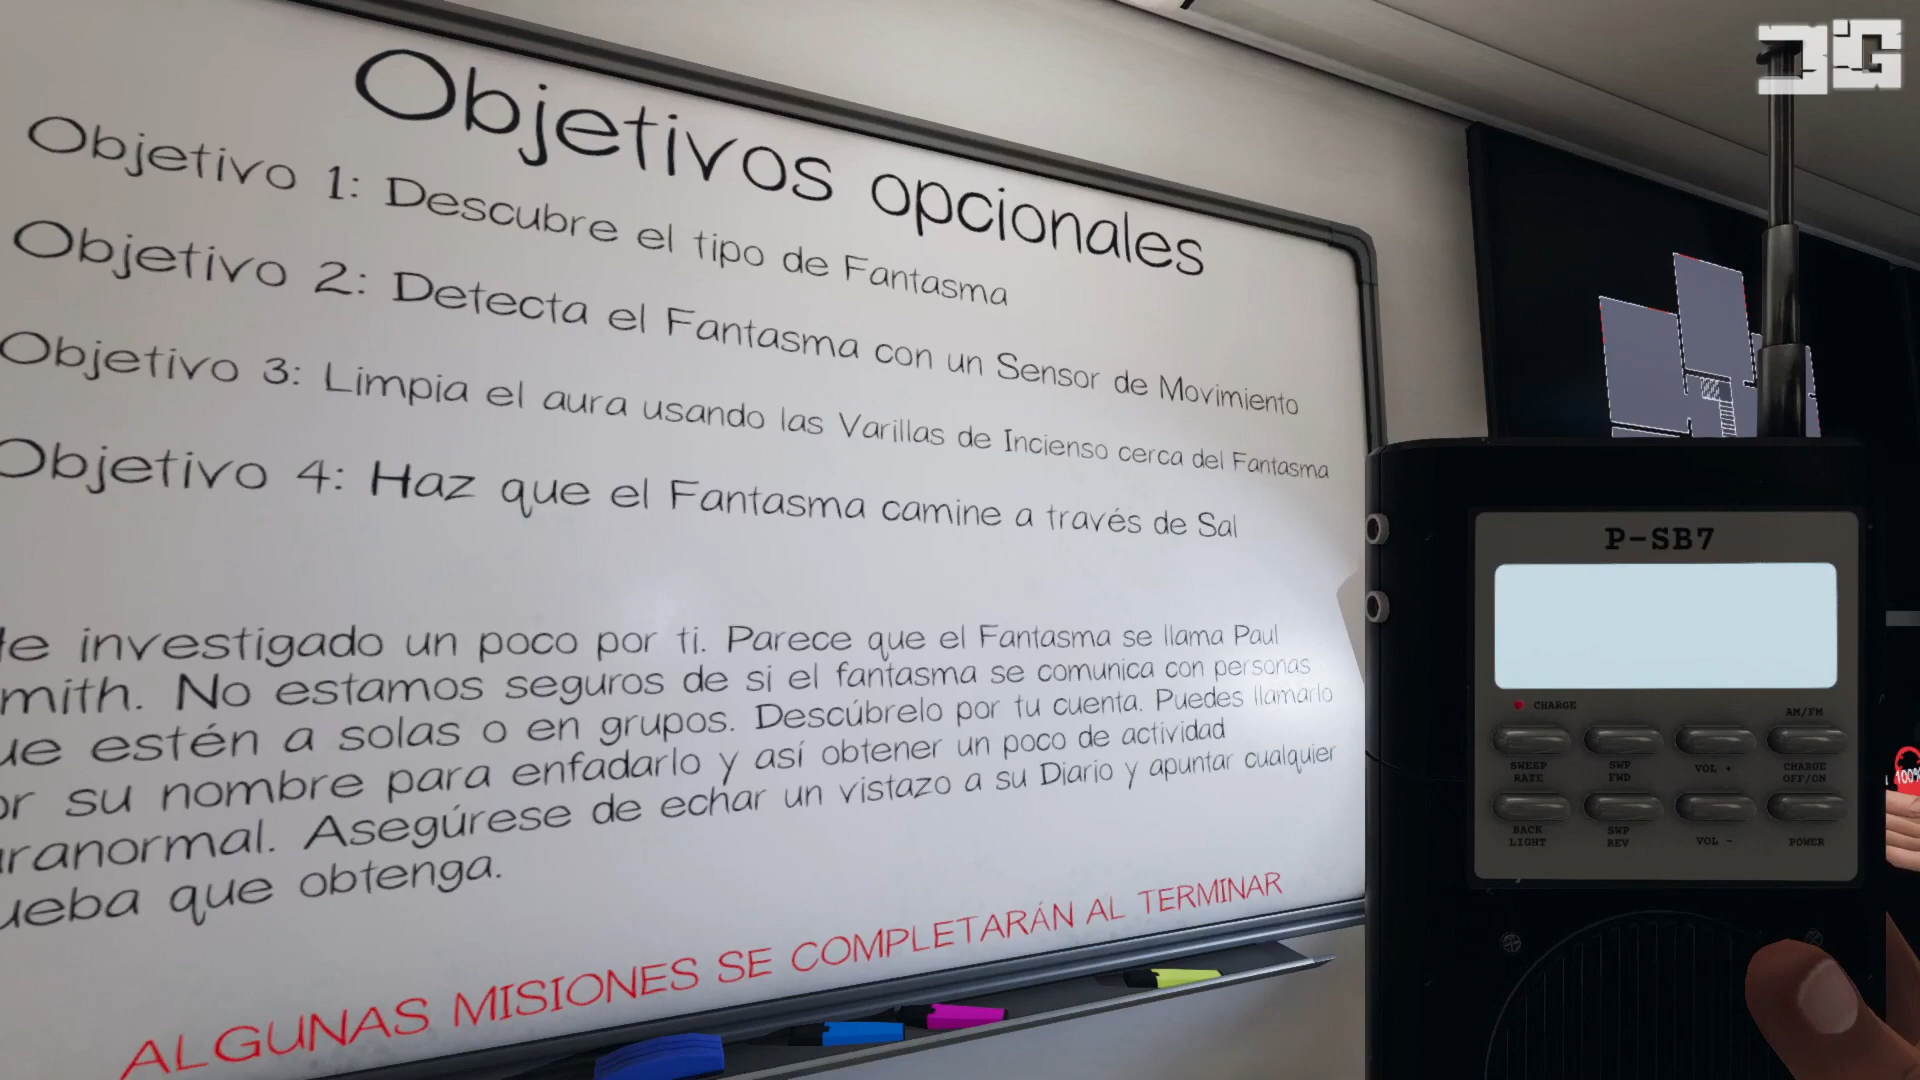 Objetivos opcionales
Objetivo 1: Descubre el tipo de Fantasma
Objetivo 2: Detecta el Fantasma con un Sensor de Movimiento
Objetivo 3: Limpia el aura usando las Varillas de Incienso cerca del Fantasma
Objetivo 4: Haz que el Fantasma camine a través de Sal
He investigado un poco por ti. Parece que el Fantasma se llama Paul
mith. No estamos seguros de si el fantasma se comunica con personas
ue estén a solas o en grupos. Descúbrelo por tu cuenta. Puedes llamarlo
or su nombre para enfadarlo y así obtener un poco de actividad
ranormal. Asegúrese de echar un vistazo a su Diario y apuntar cualquier
ueba que obtenga.
ALGUNAS MISIONES SE COMPLETARÁN AL TERMINAR
P-SB7
CHARGE
AM/FM
SWEEP RATE
SWP FWD
VOL +
CHARGE OFF/ON
BACK LIGHT
SWP REV
VOL -
POWER
100%